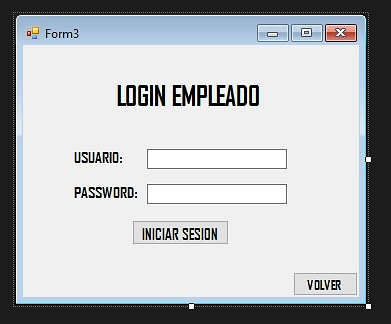 Form3
LOGIN EMPLEADO
USUARIO:
PASSWORD:
INICIAR SESION
VOLVER